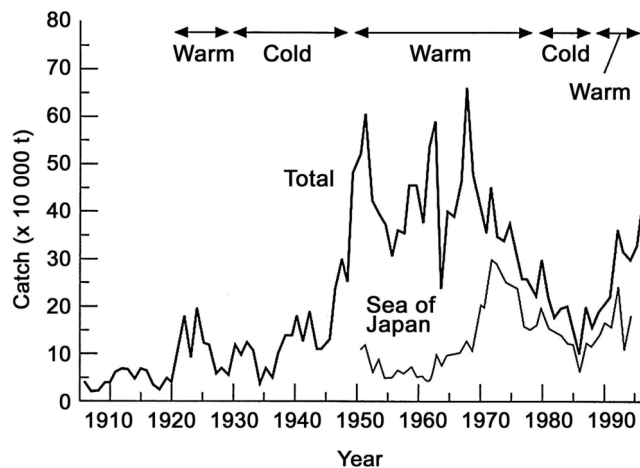 80
70
60
50
40
30
20
10
0
Catch (x 10 000 t)
Warm
Cold
Warm
Cold
Warm
Total
Sea of
Japan
1910 1920 1930 1940 1950 1960 1970 1980 1990
Year